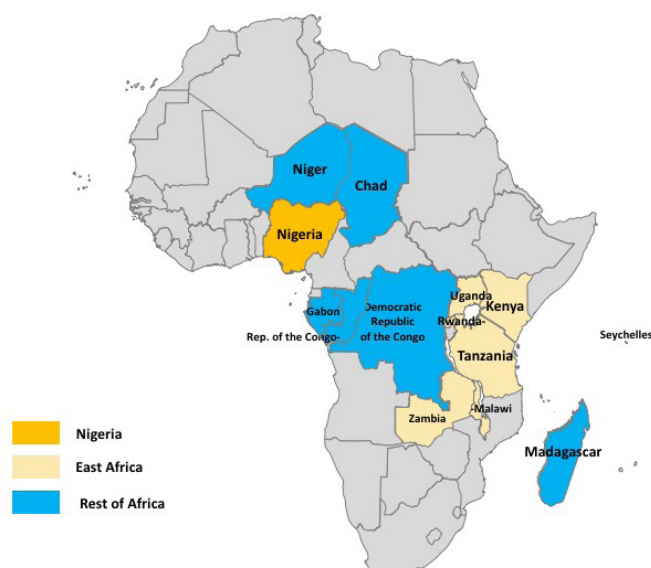 Niger
Chad
Nigeria
Uganda
Kenya
Gabon
Democratic
Republic
of the Congo
Rwanda-
Rep. of the Congo-
Seychelles
Tanzania
-Malawi
Zambia
Madagascar
Nigeria
East Africa
Rest of Africa